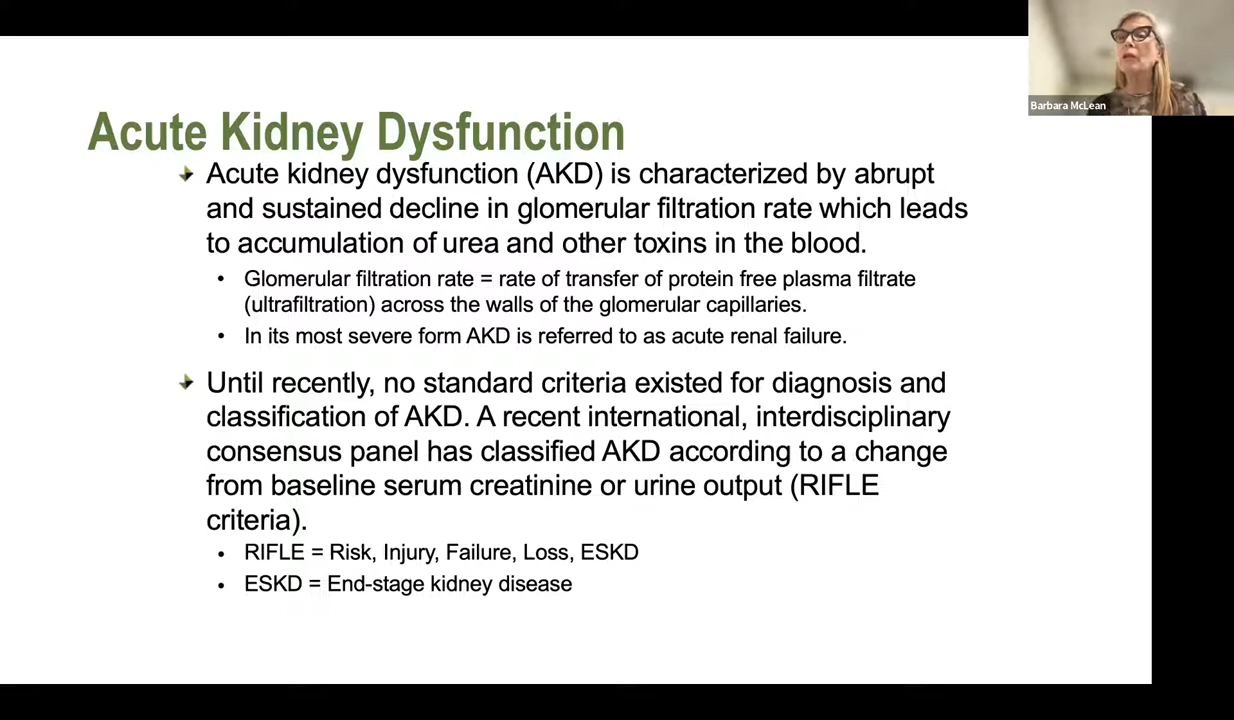 Barbara McLean
Acute Kidney Dysfunction
Acute kidney dysfunction (AKD) is characterized by abrupt
and sustained decline in glomerular filtration rate which leads
to accumulation of urea and other toxins in the blood.
• Glomerular filtration rate = rate of transfer of protein free plasma filtrate
(ultrafiltration) across the walls of the glomerular capillaries.
• In its most severe form AKD is referred to as acute renal failure.
Until recently, no standard criteria existed for diagnosis and
classification of AKD. A recent international, interdisciplinary
consensus panel has classified AKD according to a change
from baseline serum creatinine or urine output (RIFLE
criteria).
• RIFLE = Risk, Injury, Failure, Loss, ESKD
• ESKD = End-stage kidney disease